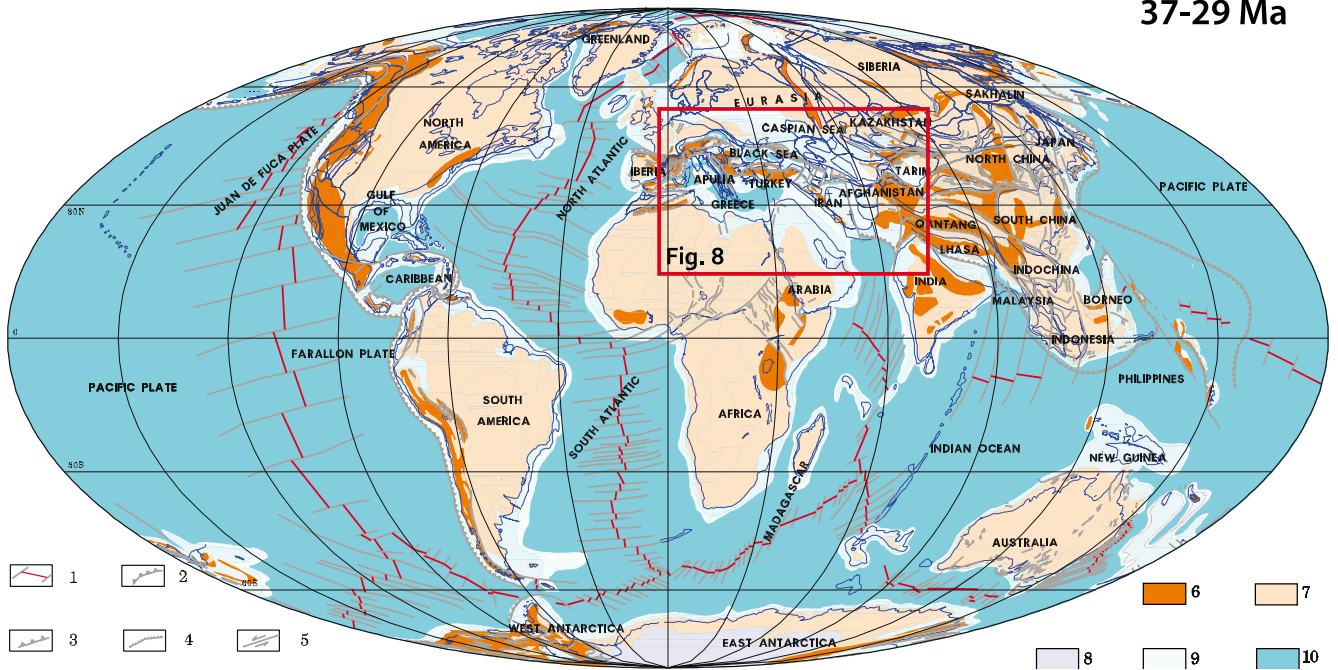 37-29 Ma
GREENLAND
SIBERIA
EURASIA
SAKHALIN
NORTH
AMERICA
CASPIAN SEA
KAZAKHSTAN
JUAN DE FUCA PLATE
NORTH ATLANTIC
BLACK SEA
JAPAN
NORTH CHINA
IBERIA
APULIA
TURKEY
TARIM
PACIFIC PLATE
GULF
OF
MEXICO
GREECE
IRAN
AFGHANISTAN
30N
QANTANG
SOUTH CHINA
Fig. 8
LHASA
CARIBBEAN
INDIA
INDOCHINA
ARABIA
MALAYSIA
BORNEO
0
FARALLON PLATE
INDONESIA
PACIFIC PLATE
PHILIPPINES
SOUTH
AMERICA
SOUTH ATLANTIC
AFRICA
INDIAN OCEAN
NEW GUINEA
30S
MADAGASCAR
AUSTRALIA
60S
WEST ANTARCTICA
EAST ANTARCTICA
1
2
3
4
5
6
7
8
9
10